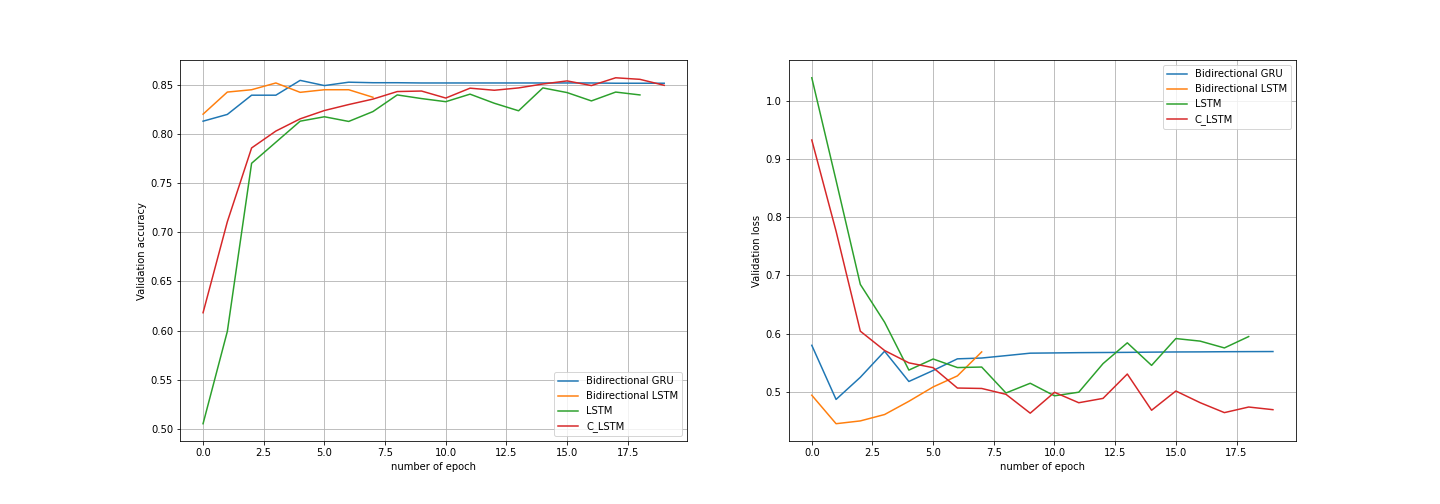 Validation accuracy
0.85
0.80
0.75
0.70
0.65
0.60
0.55
0.50
0.0 2.5 5.0 7.5 10.0 12.5 15.0 17.5
number of epoch
Bidirectional GRU
Bidirectional LSTM
LSTM
C_LSTM
Validation loss
1.0
0.9
0.8
0.7
0.6
0.5
0.0 2.5 5.0 7.5 10.0 12.5 15.0 17.5
number of epoch
Bidirectional GRU
Bidirectional LSTM
LSTM
C_LSTM